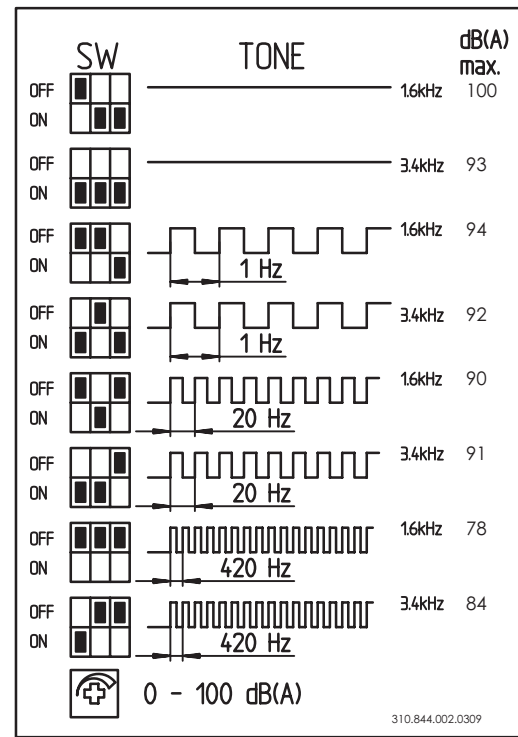 SW TONE dB(A) max.
OFF 1.6kHz 100
ON
OFF 3.4kHz 93
ON
OFF 1.6kHz 94
ON 1 Hz
OFF 3.4kHz 92
ON 1 Hz
OFF 1.6kHz 90
ON 20 Hz
OFF 3.4kHz 91
ON 20 Hz
OFF 1.6kHz 78
ON 420 Hz
OFF 3.4kHz 84
ON 420 Hz
0 - 100 dB(A)
310.844.002.0309